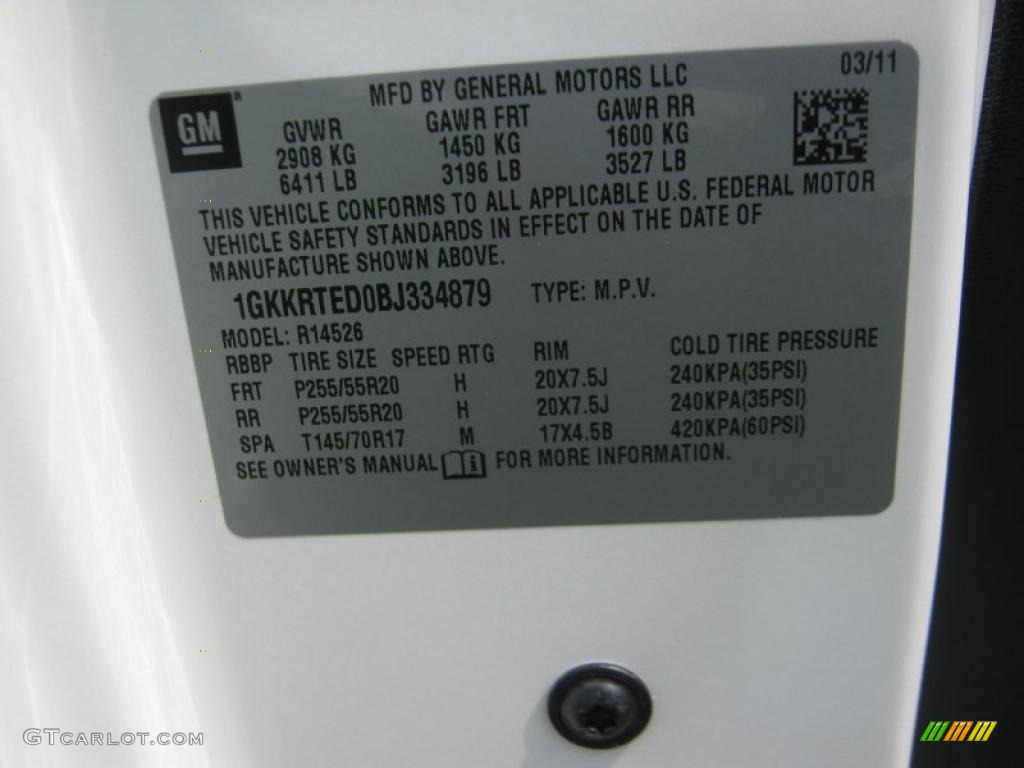 03/11
MFD BY GENERAL MOTORS LLC
GM®
GVWR GAWR FRT GAWR RR
2908 KG 1450 KG 1600 KG
6411 LB 3196 LB 3527 LB
THIS VEHICLE CONFORMS TO ALL APPLICABLE U.S. FEDERAL MOTOR
VEHICLE SAFETY STANDARDS IN EFFECT ON THE DATE OF
MANUFACTURE SHOWN ABOVE.
1GKKRTED0BJ334879 TYPE: M.P.V.
MODEL: R14526
RBBP TIRE SIZE SPEED RTG RIM COLD TIRE PRESSURE
FRT P255/55R20 H 20X7.5J 240KPA(35PSI)
RR P255/55R20 H 20X7.5J 240KPA(35PSI)
SPA T145/70R17 M 17X4.5B 420KPA(60PSI)
SEE OWNER'S MANUAL i FOR MORE INFORMATION.
GTCARLOT.COM